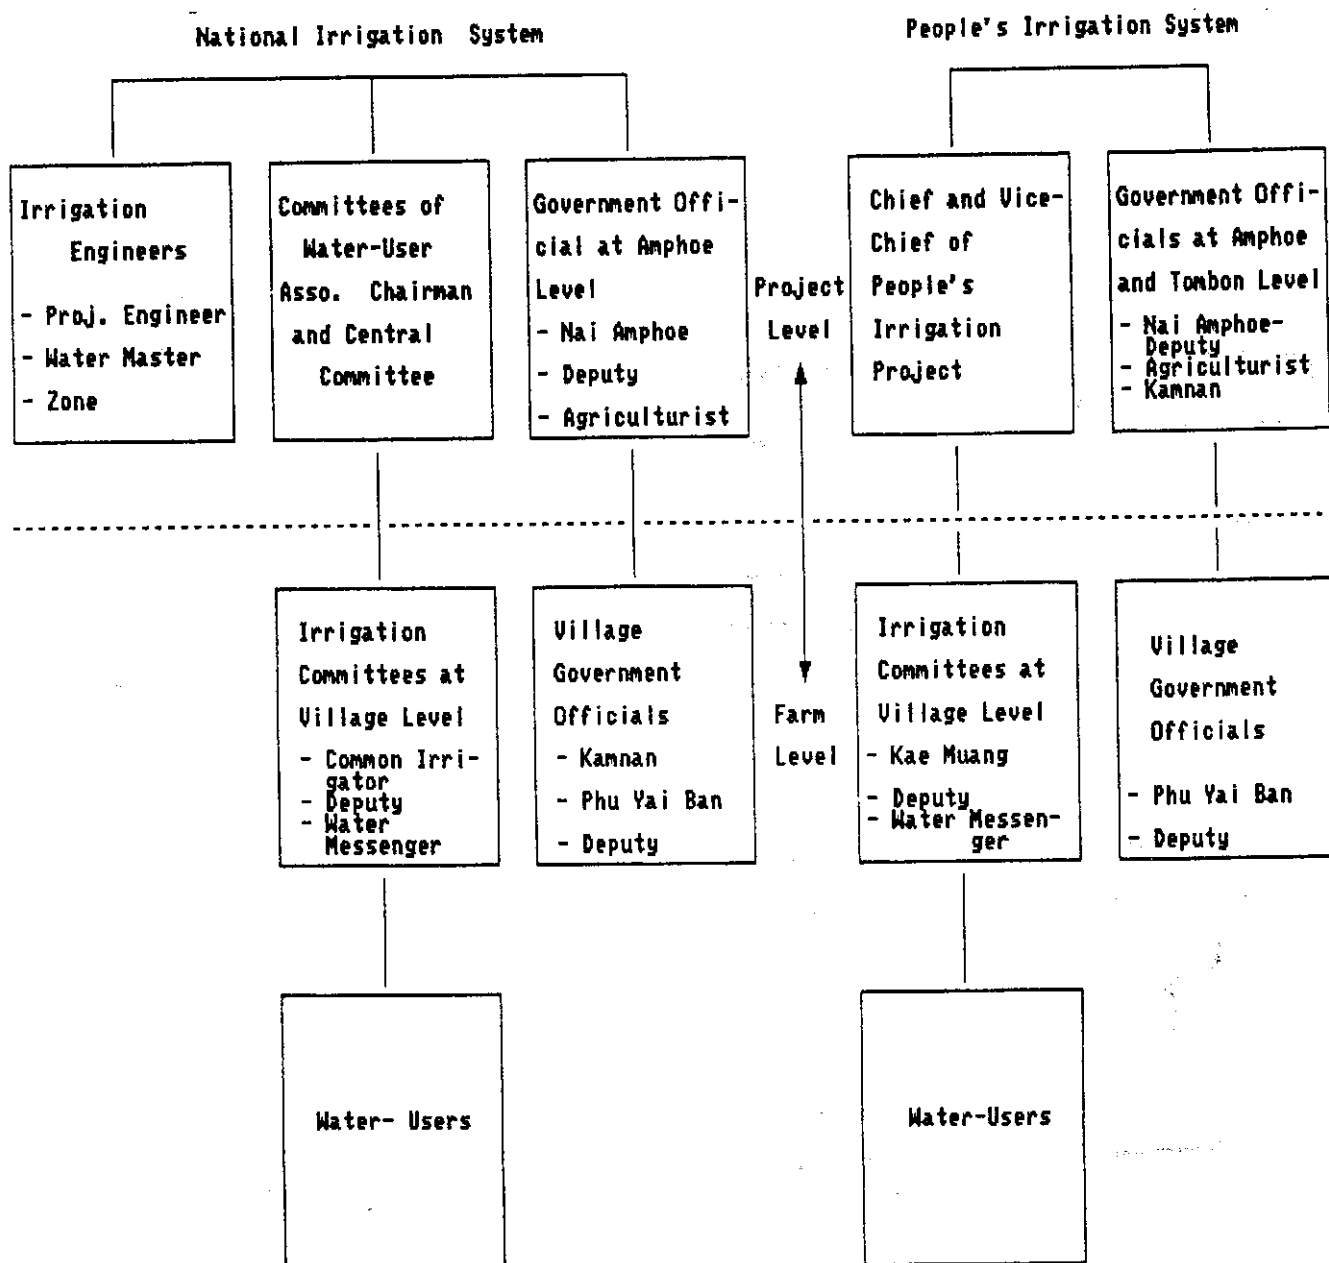 National Irrigation System
People's Irrigation System
Irrigation
Engineers
- Proj. Engineer
- Water Master
- Zone
Committees of
Water-User
Asso. Chairman
and Central
Committee
Government Offi-
cial at Amphoe
Level
- Nai Amphoe
- Deputy
- Agriculturist
Project
Level
Chief and Vice-
Chief of
People's
Irrigation
Project
Government Offi-
cials at Amphoe
and Tombon Level
- Nai Amphoe-
Deputy
- Agriculturist
- Kamnan
Irrigation
Committees at
Village Level
- Common Irri-
gator
- Deputy
- Water
Messenger
Village
Government
Officials
- Kamnan
- Phu Yai Ban
- Deputy
Farm
Level
Irrigation
Committees at
Village Level
- Kae Muang
- Deputy
- Water Messen-
ger
Village
Government
Officials
- Phu Yai Ban
- Deputy
Water- Users
Water-Users